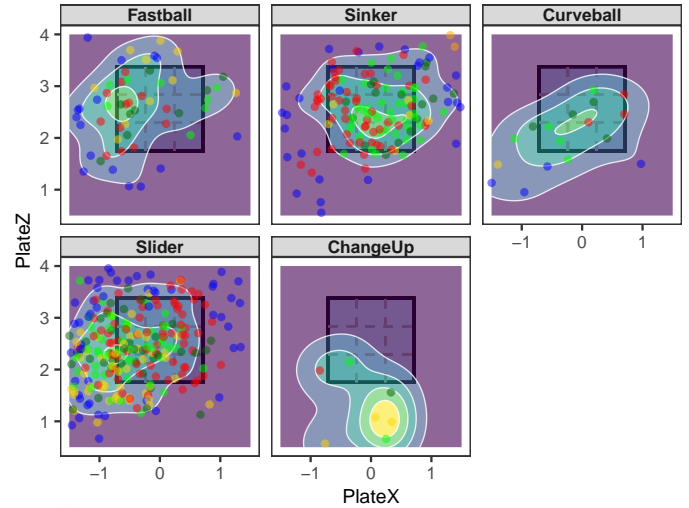 Fastball
Sinker
Curveball
4
3
2
1
−1 0 1
Slider
ChangeUp
4
3
2
1
−1 0 1
−1 0 1
PlateZ
PlateX